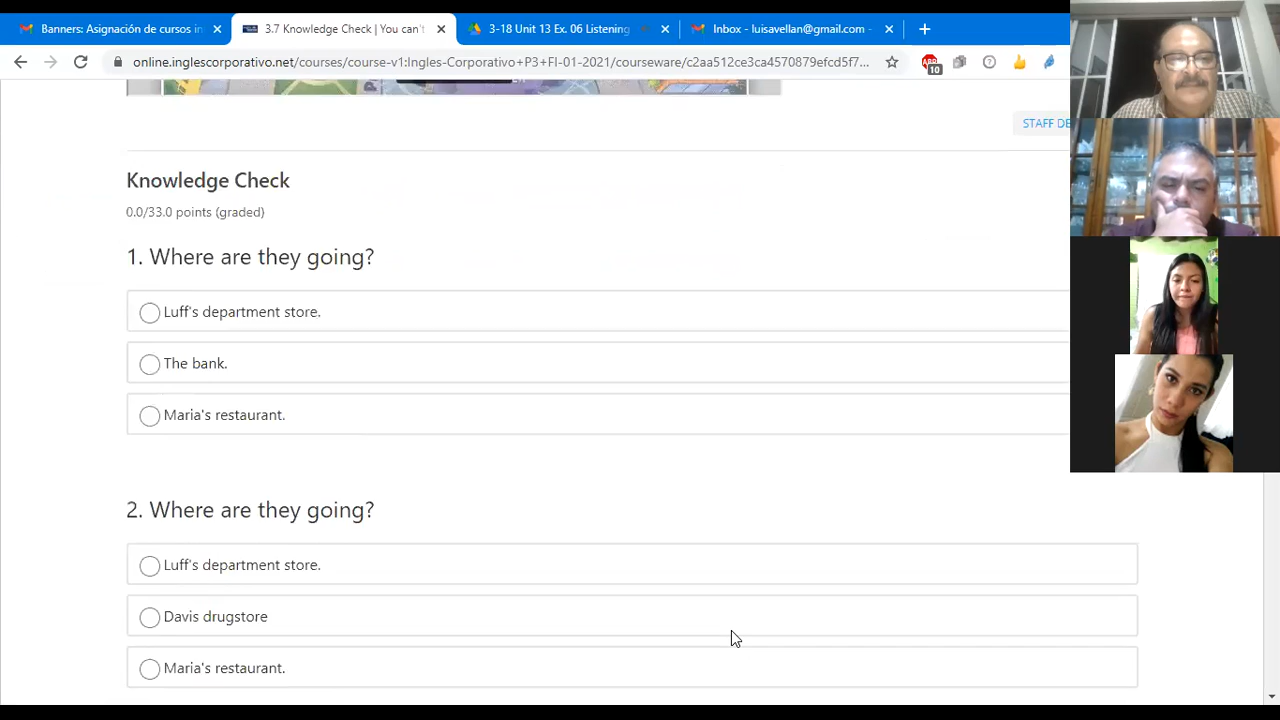 Banners: Asignación de cursos in
3.7 Knowledge Check | You can't
3-18 Unit 13 Ex. 06 Listening
Inbox - luisavellan@gmail.com -
online.inglescorporativo.net/courses/course-v1:Ingles-Corporativo+P3+FI-01-2021/courseware/c2aa512ce3ca4570879efcd5f7...
10
STAFF DE
Knowledge Check
0.0/33.0 points (graded)
1. Where are they going?
Luff's department store.
The bank.
Maria's restaurant.
2. Where are they going?
Luff's department store.
Davis drugstore
Maria's restaurant.